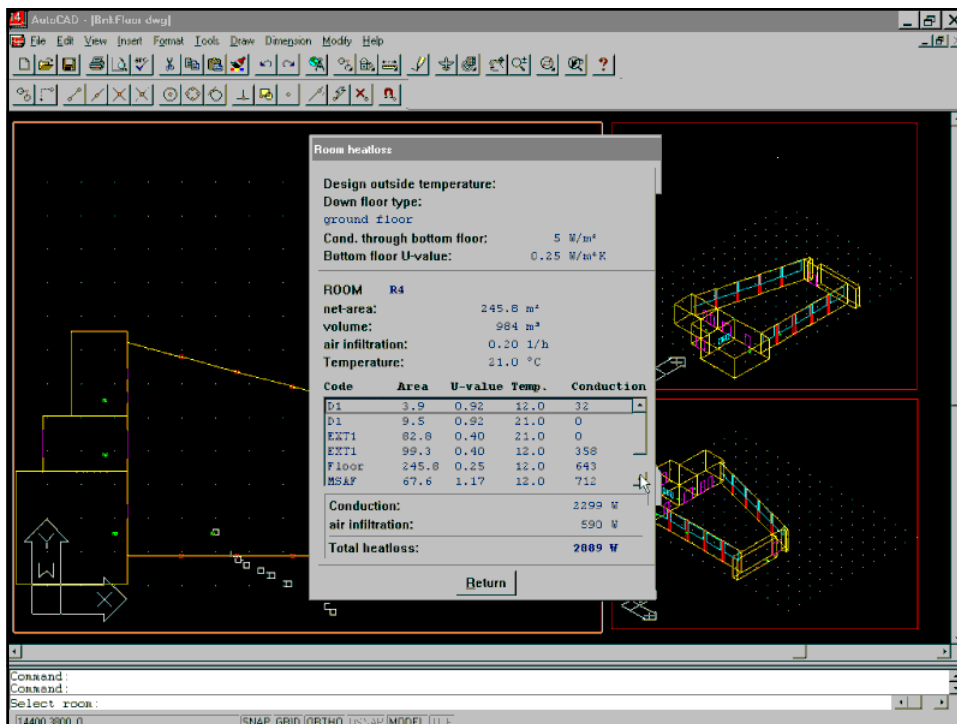 AutoCAD - [BnkFloor.dwg]
File Edit View Insert Format Tools Draw Dimension Modify Help
Room heatloss
Design outside temperature:
Down floor type:
ground floor
Cond. through bottom floor: 5 W/m²
Bottom floor U-value: 0.25 W/m²K
ROOM R4
net-area: 245.8 m²
volume: 984 m³
air infiltration: 0.20 1/h
Temperature: 21.0 °C
Code Area U-value Temp. Conduction
D1 3.9 0.92 12.0 32
D1 9.5 0.92 21.0 0
EXT1 82.8 0.40 21.0 0
EXT1 99.3 0.40 12.0 358
Floor 245.8 0.25 12.0 643
MSAF 67.6 1.17 12.0 712
Conduction: 2299 W
air infiltration: 590 W
Total heatloss: 2889 W
Return
Y
W
X
Command:
Command:
Select room:
14400,3800, 0 SNAP GRID ORTHO OSNAP MODEL TILE